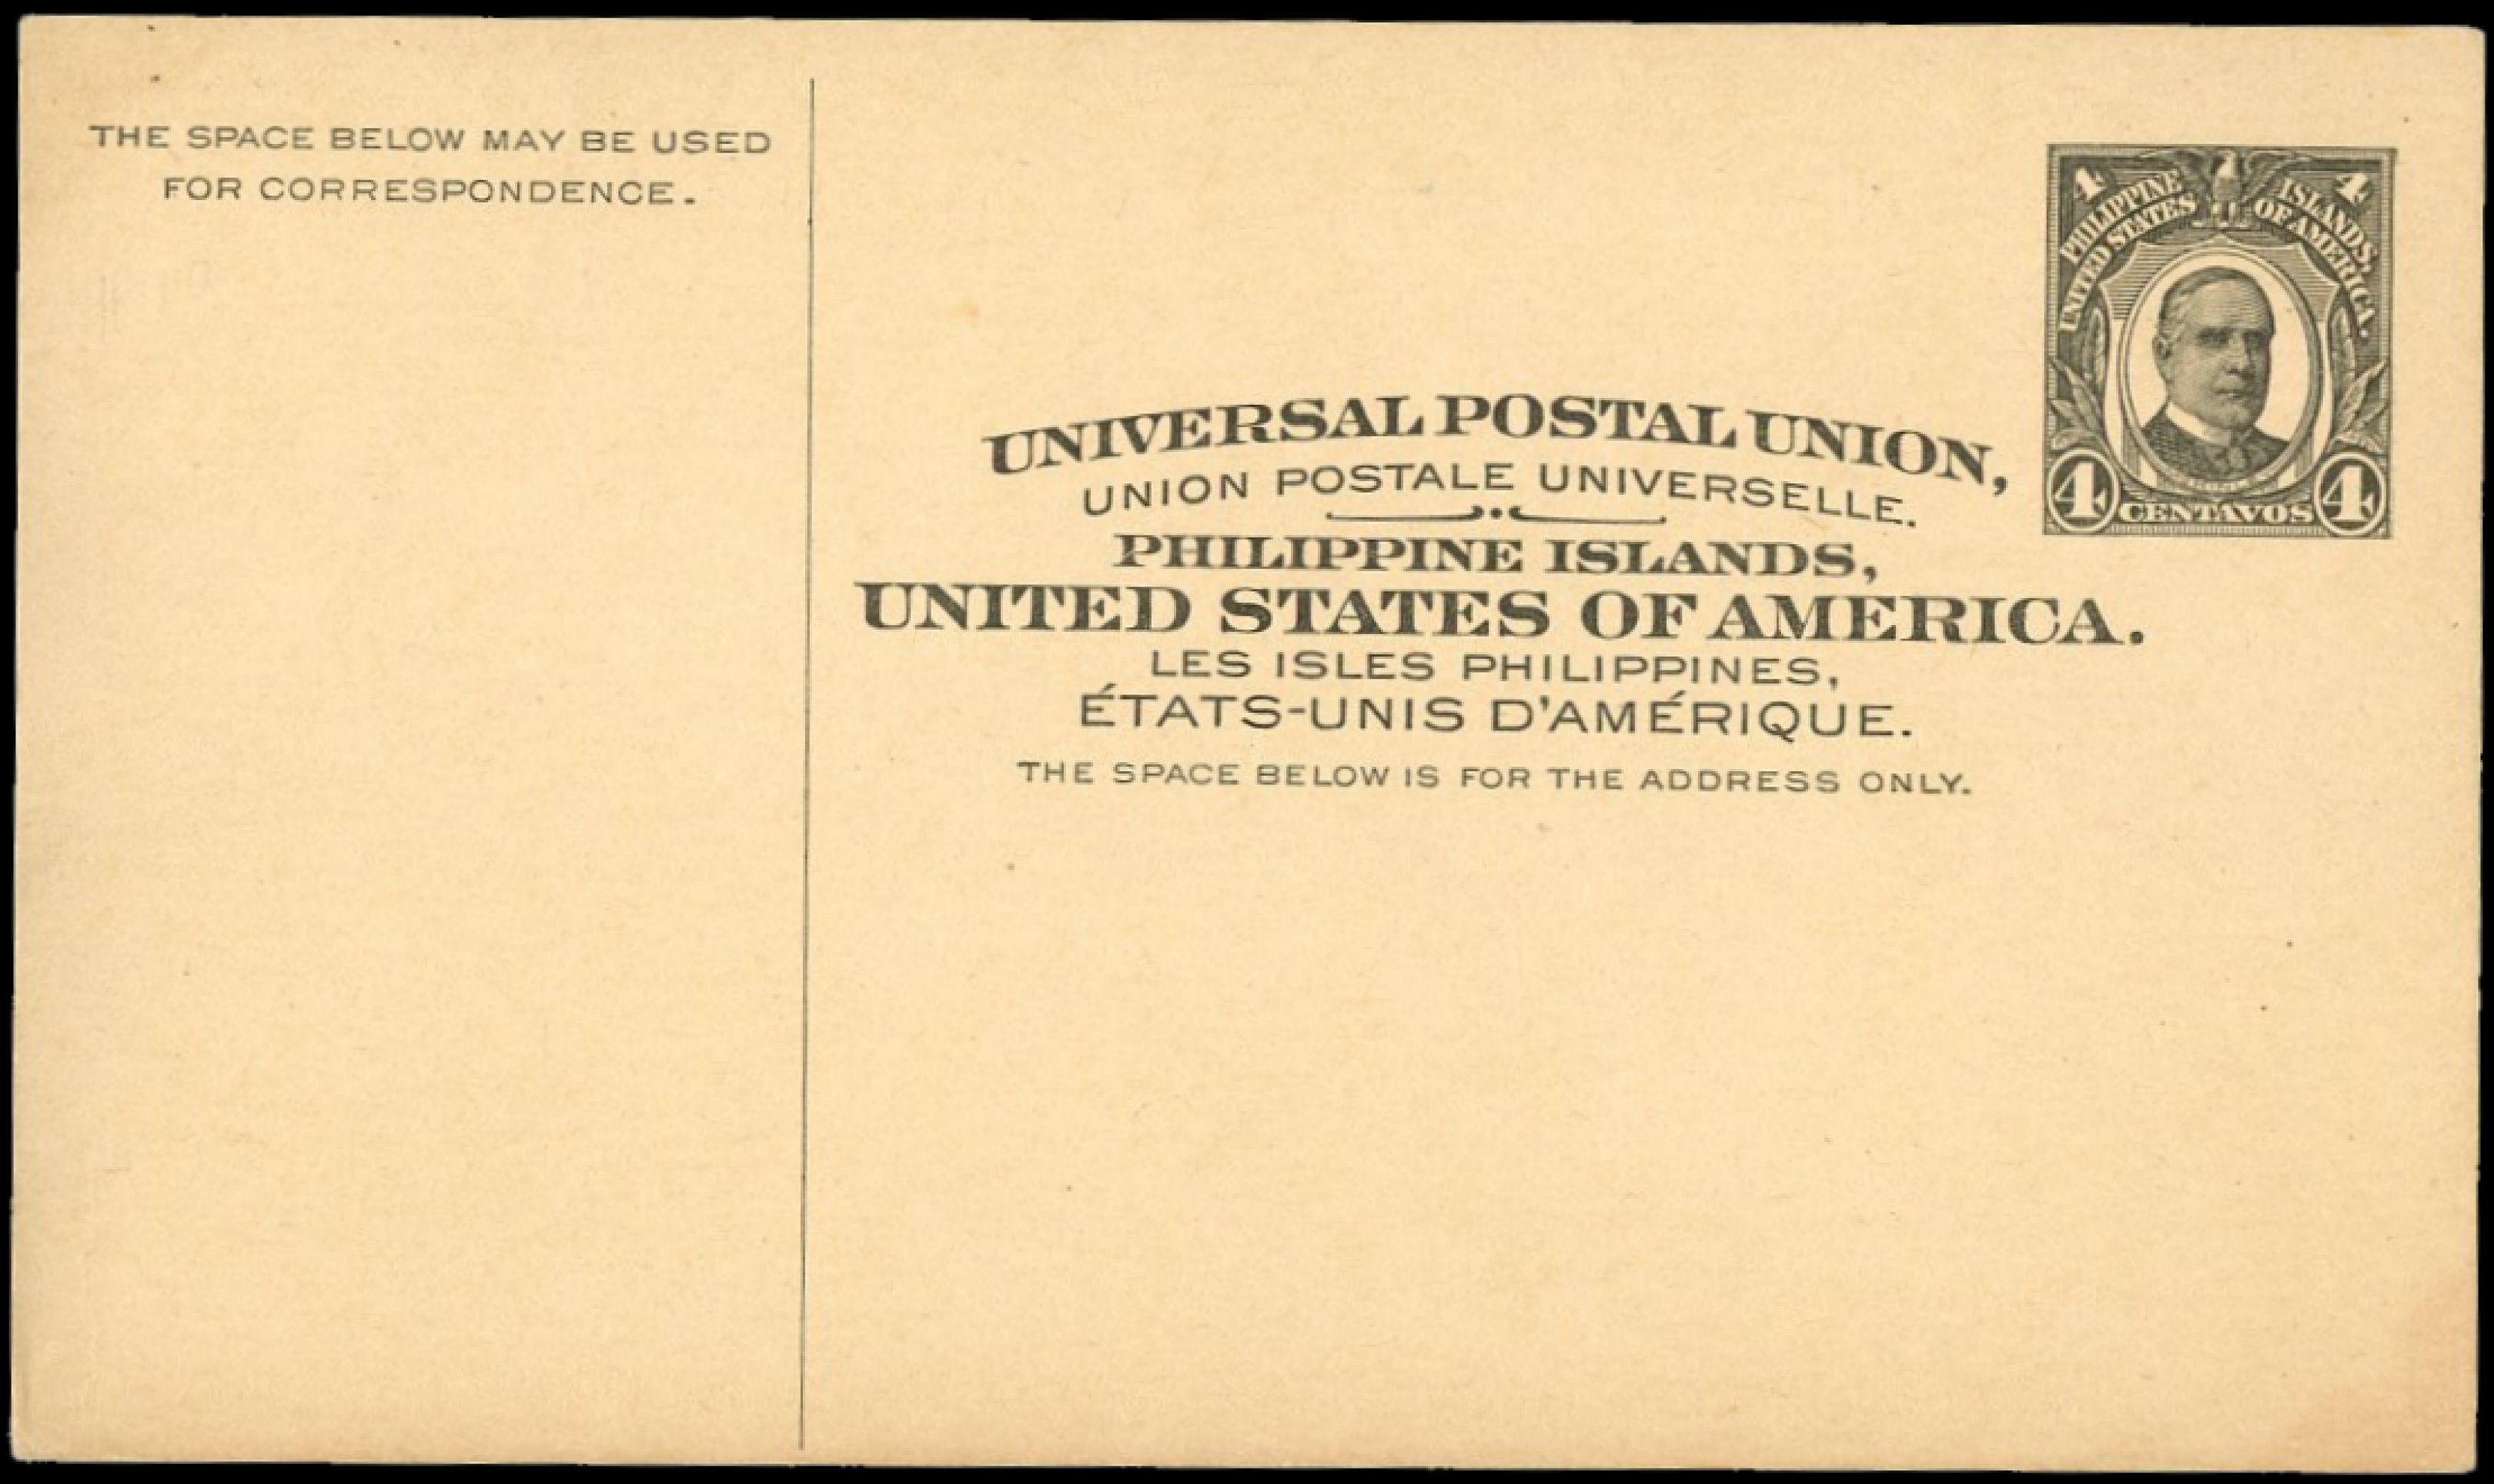 THE SPACE BELOW MAY BE USED
FOR CORRESPONDENCE.
UNIVERSAL POSTAL UNION,
UNION POSTALE UNIVERSELLE.
PHILIPPINE ISLANDS,
UNITED STATES OF AMERICA.
LES ISLES PHILIPPINES,
ÉTATS-UNIS D'AMÉRIQUE.
THE SPACE BELOW IS FOR THE ADDRESS ONLY.
4 4
PHILIPPINE ISLANDS,
UNITED STATES OF AMERICA.
4 CENTAVOS 4